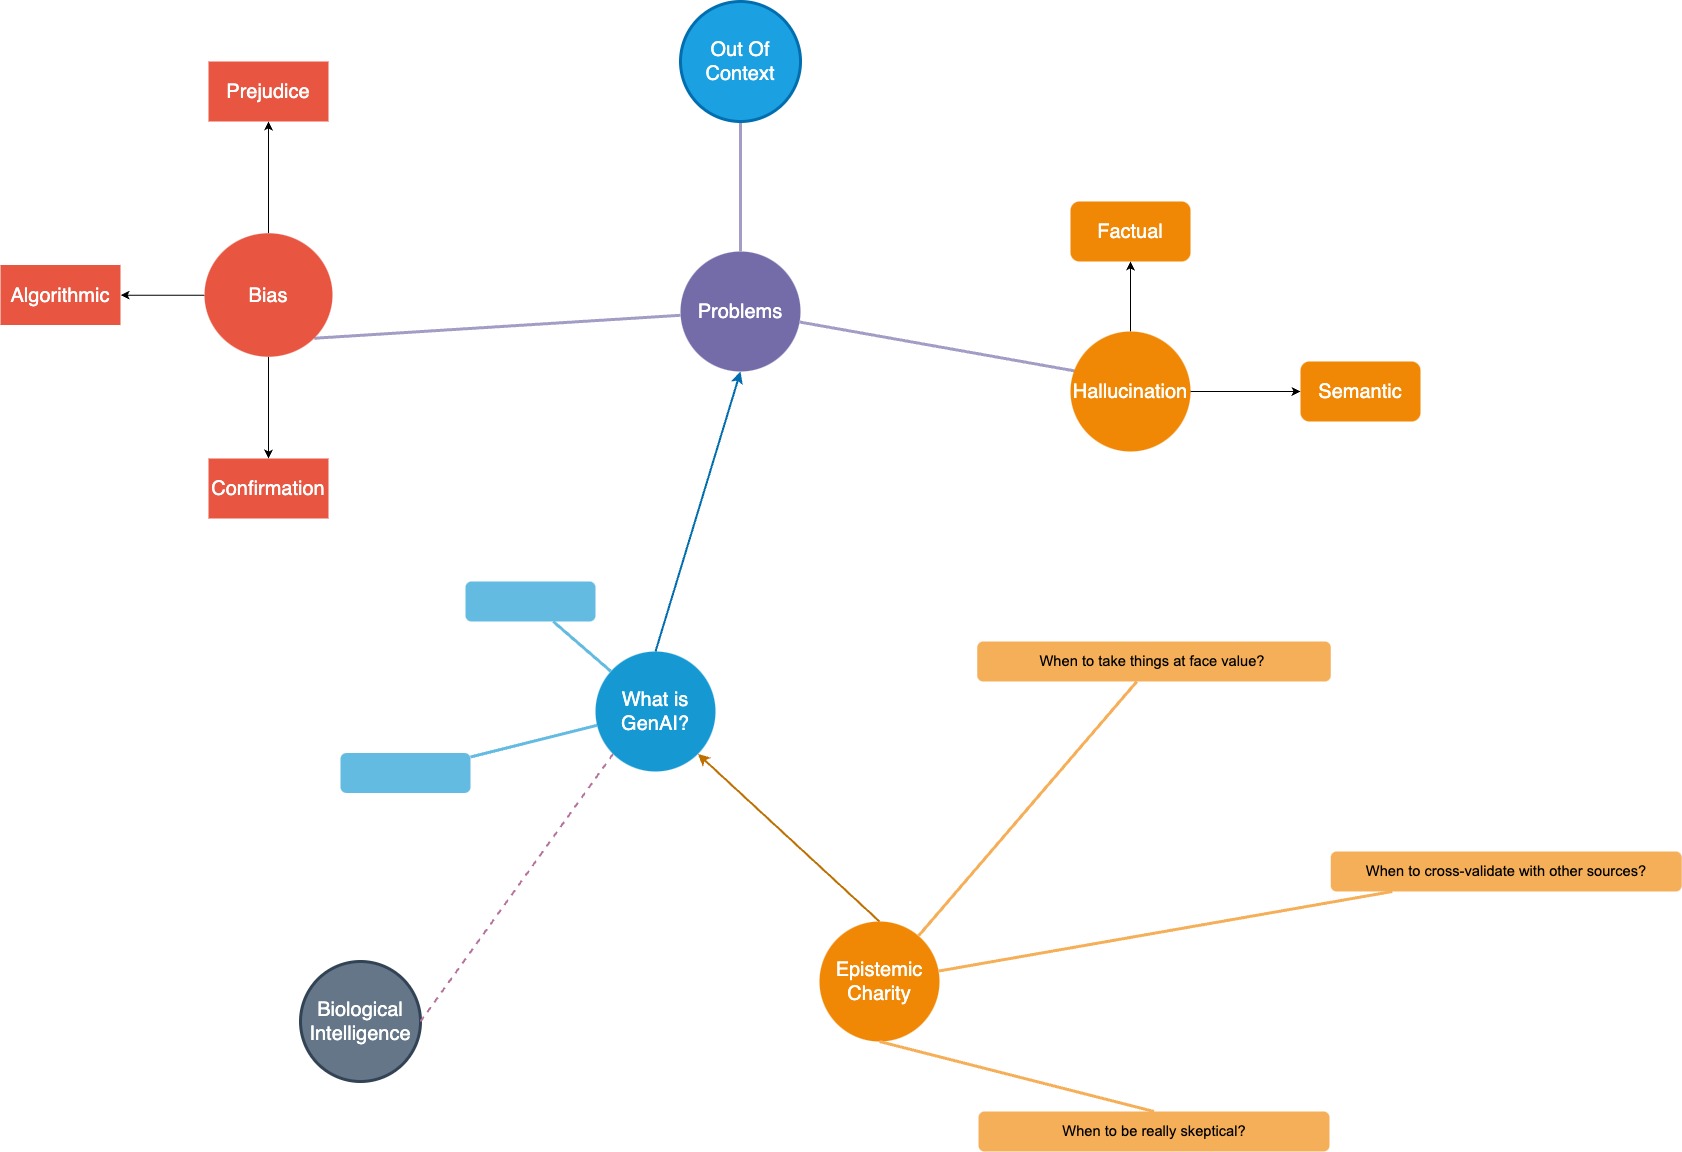 Out Of
Context
Prejudice
Factual
Algorithmic
Bias
Problems
Hallucination
Semantic
Confirmation
When to take things at face value?
What is
GenAI?
When to cross-validate with other sources?
Epistemic
Charity
Biological
Intelligence
When to be really skeptical?